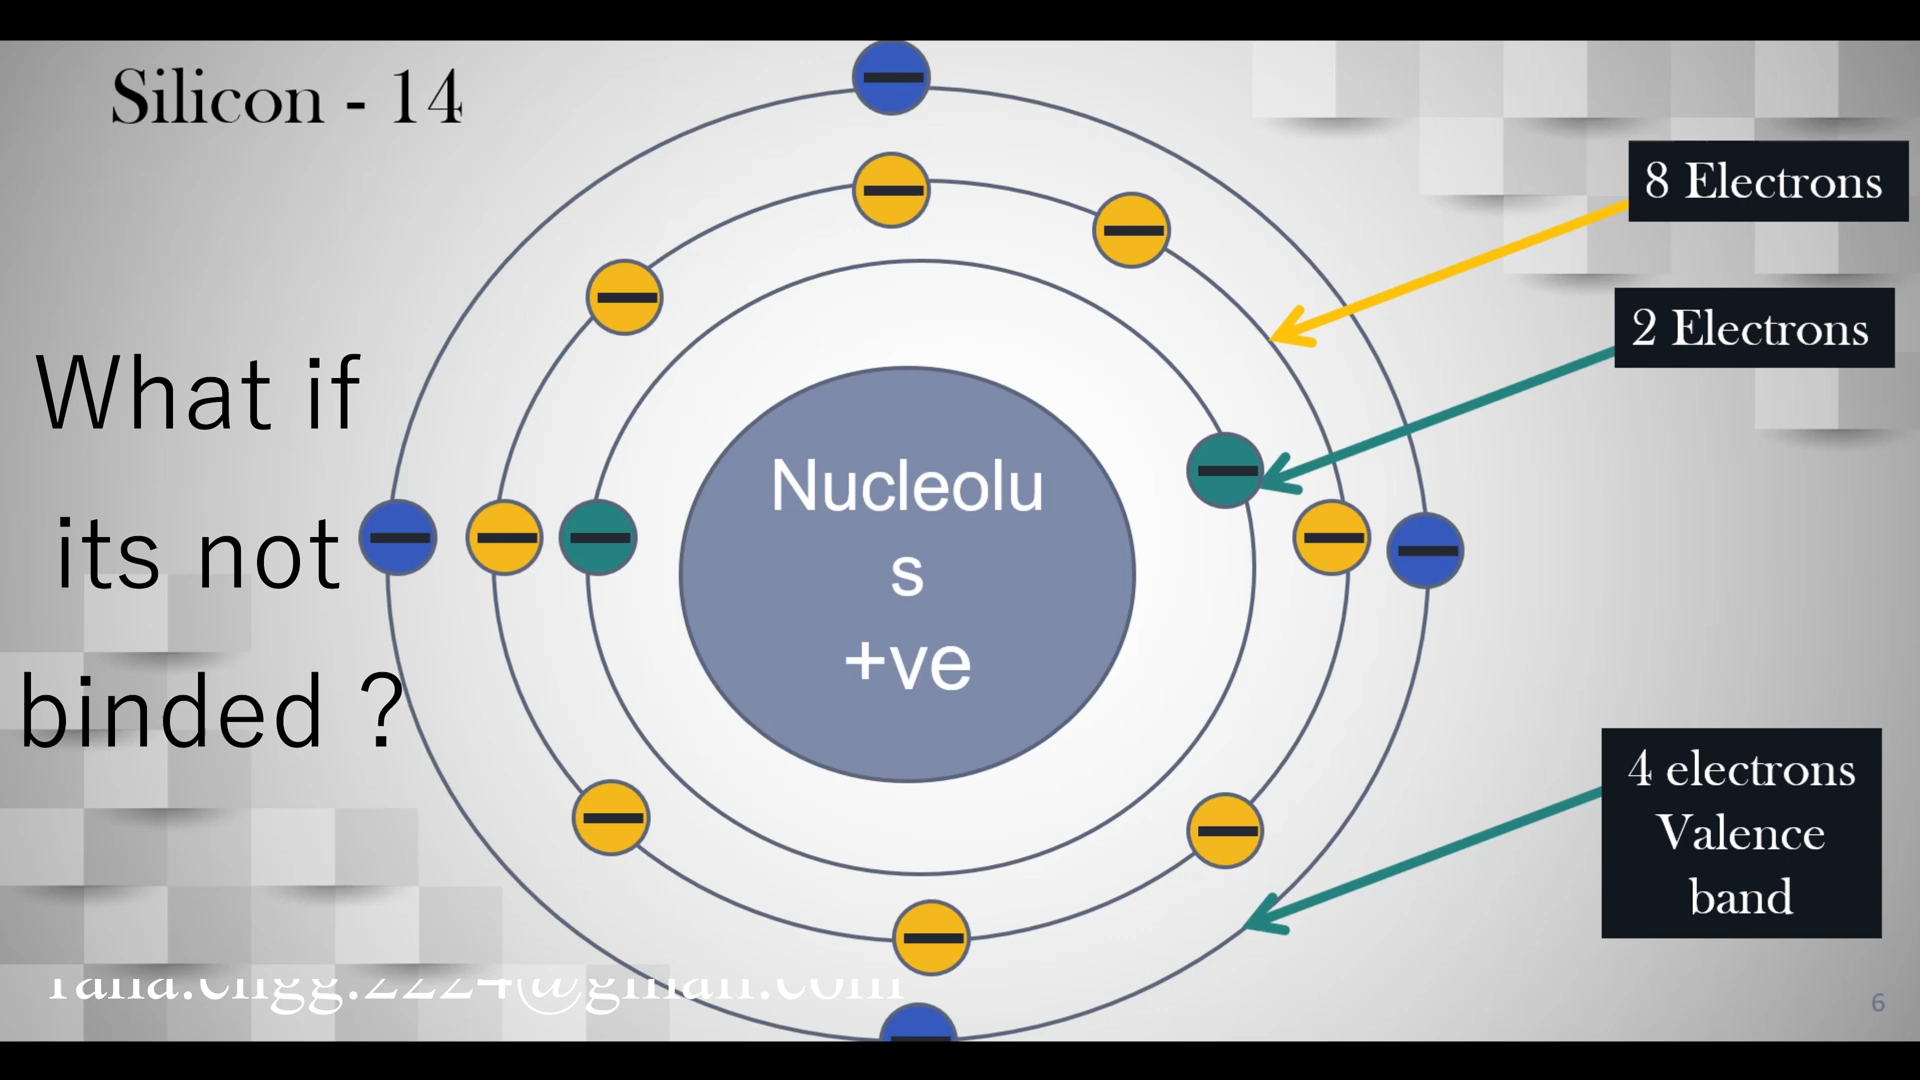 Silicon - 14
8 Electrons
2 Electrons
What if
its not
binded ?
Nucleolu
s
+ve
4 electrons
Valence
band
6